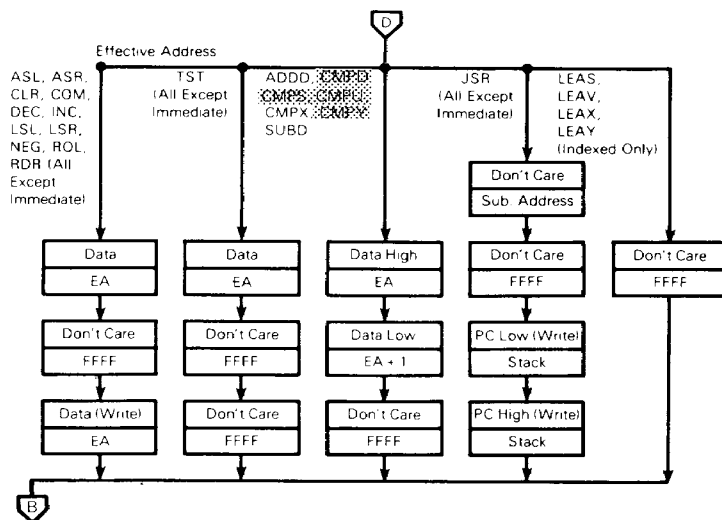 D
Effective Address
ASL, ASR,
CLR, COM,
DEC, INC,
LSL, LSR,
NEG, ROL,
RDR (All
Except
Immediate)
TST
(All Except
Immediate)
ADDD, CMPD
CMPS, CMPU,
CMPX, CMPY
SUBD
JSR
(All Except
Immediate)
LEAS,
LEAV,
LEAX,
LEAY
(Indexed Only)
Don't Care
Sub. Address
Data
EA
Data
EA
Data High
EA
Don't Care
FFFF
Don't Care
FFFF
Don't Care
FFFF
Don't Care
FFFF
Data Low
EA + 1
PC Low (Write)
Stack
Data (Write)
EA
Don't Care
FFFF
Don't Care
FFFF
PC High (Write)
Stack
B